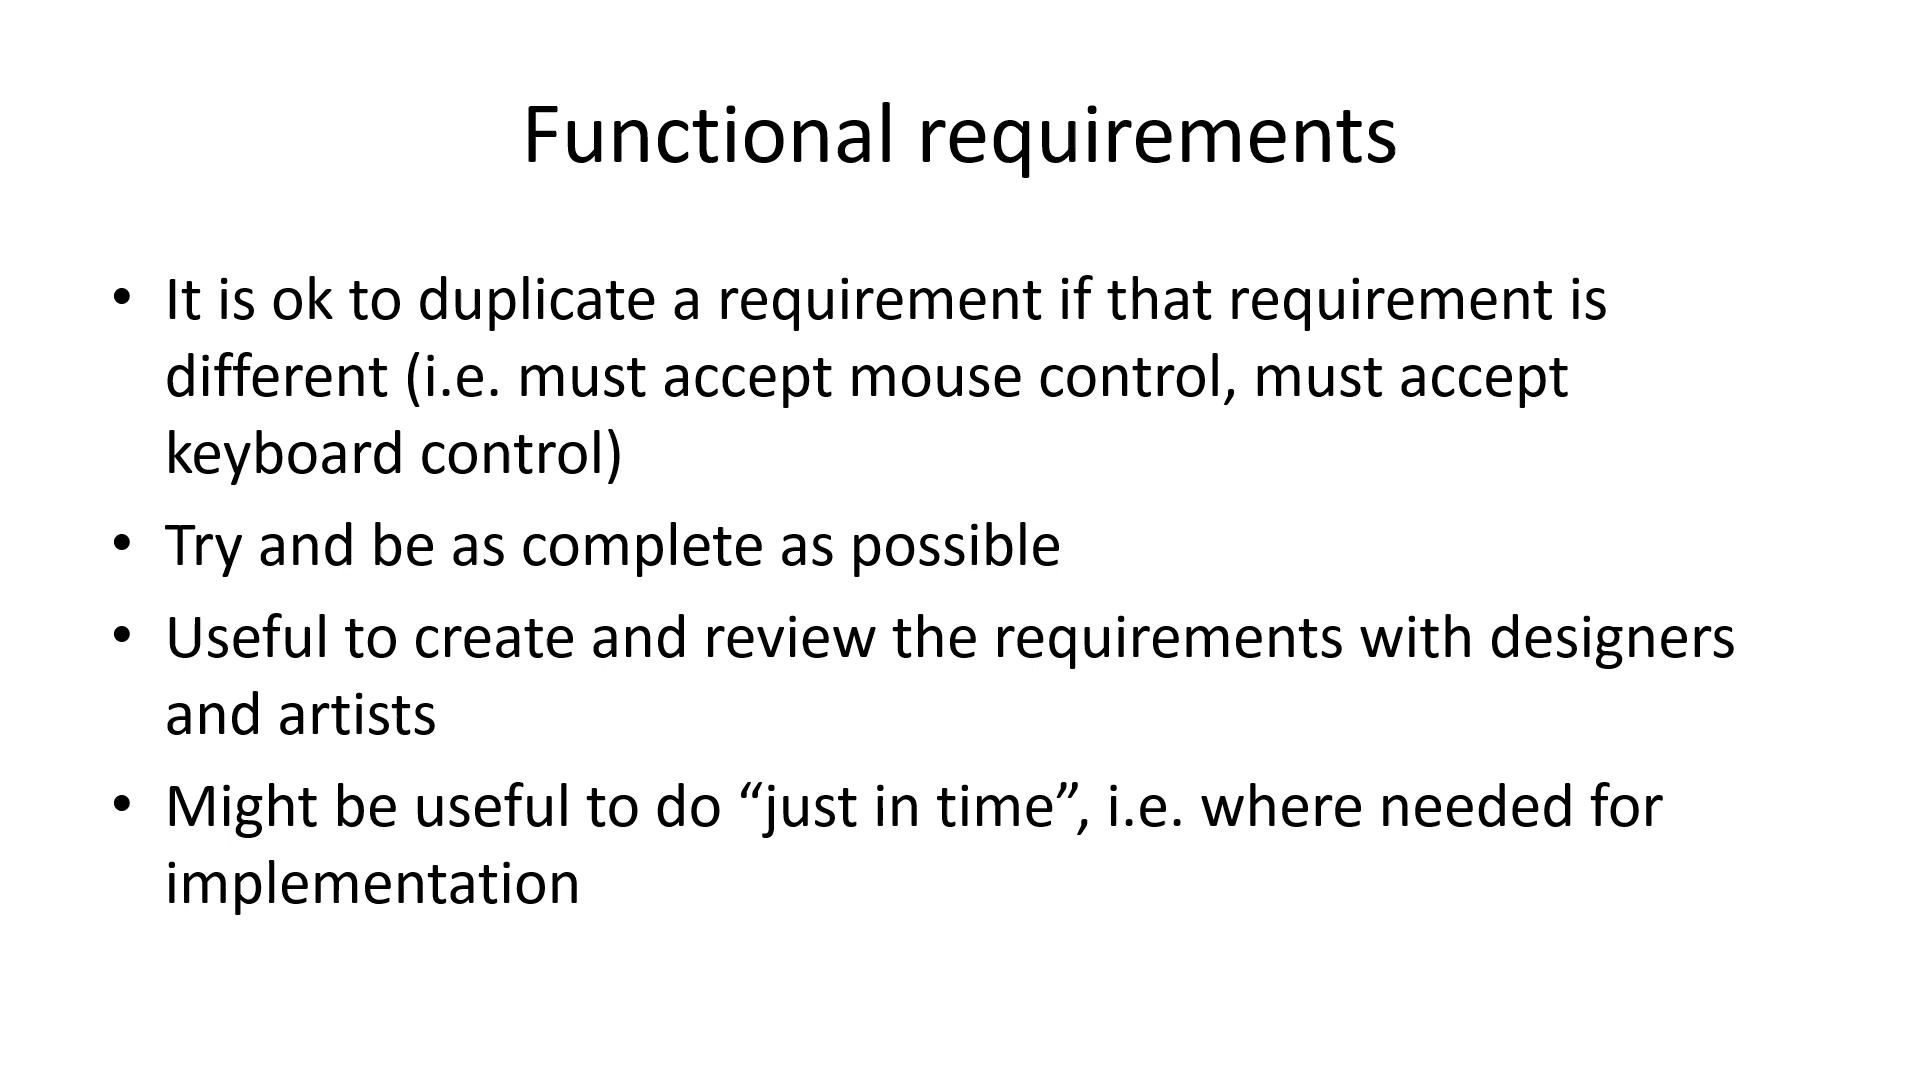 Functional requirements
• It is ok to duplicate a requirement if that requirement is
different (i.e. must accept mouse control, must accept
keyboard control)
• Try and be as complete as possible
• Useful to create and review the requirements with designers
and artists
• Might be useful to do “just in time”, i.e. where needed for
implementation